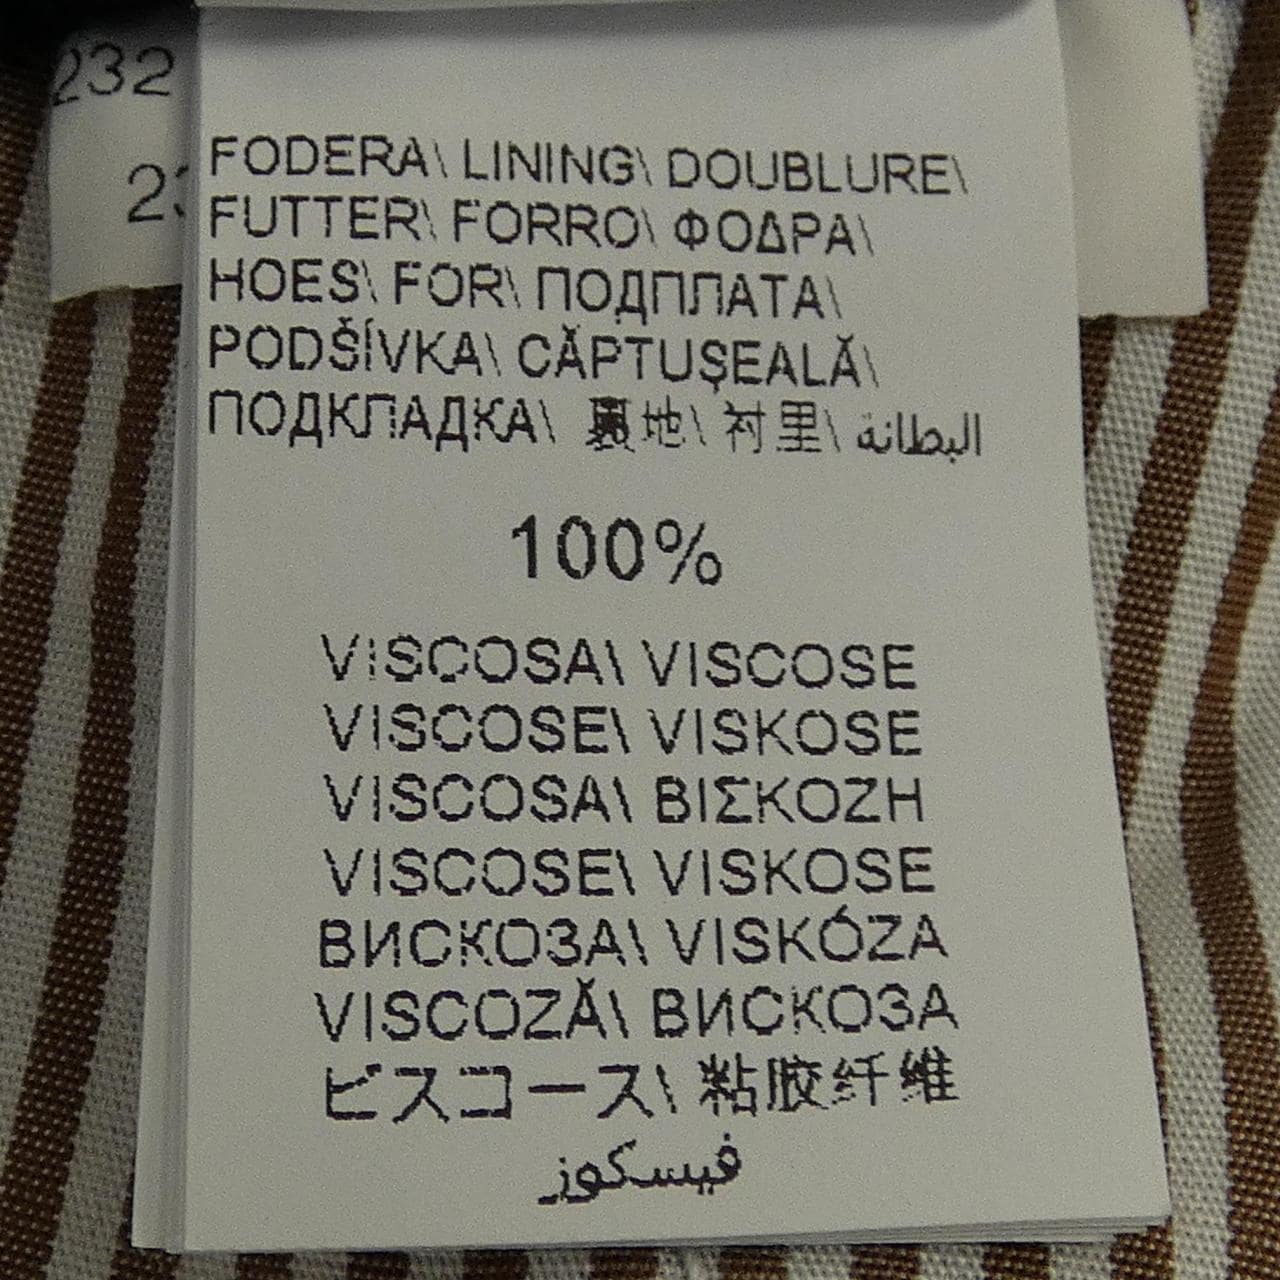 232
FODERA\ LINING\ DOUBLURE\
FUTTER\ FORRO\ ΦΟΔΡΑ\
HOES\ FOR\ ПОДПЛАТА\
PODŠÍVKA\ CĂPTUȘEALĂ\
ПОДКЛАДКА\ 裏地\ 衬里\ البطانة
100%
VISCOSA\ VISCOSE
VISCOSE\ VISKOSE
VISCOSA\ ΒΙΣΚΟΖΗ
VISCOSE\ VISKOSE
ВИСКОЗА\ VISKÓZA
VISCOZĂ\ ВИСКОЗА
ビスコース\ 粘胶纤维
فيسكوز